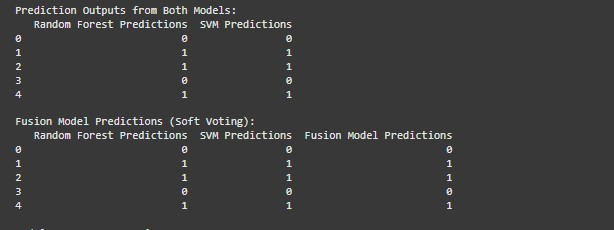 Prediction Outputs from Both Models:
Random Forest Predictions SVM Predictions
0 0 0
1 1 1
2 1 1
3 0 0
4 1 1
Fusion Model Predictions (Soft Voting):
Random Forest Predictions SVM Predictions Fusion Model Predictions
0 0 0 0
1 1 1 1
2 1 1 1
3 0 0 0
4 1 1 1